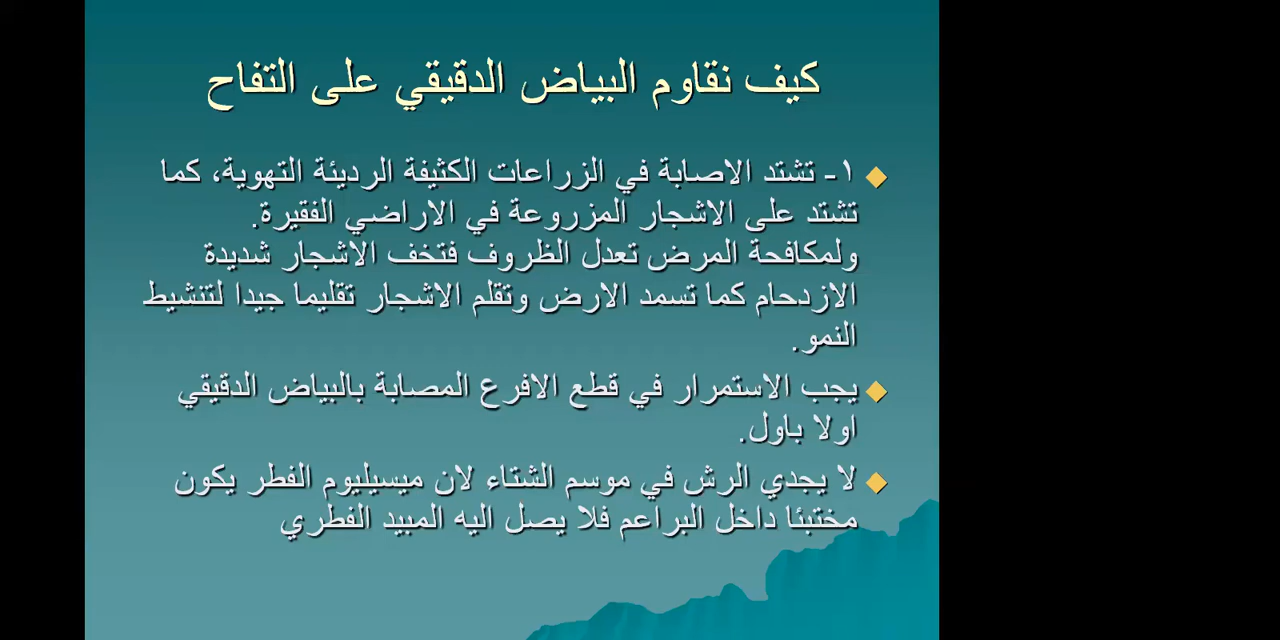 كيف نقاوم البياض الدقيقي على التفاح
١- تشتد الاصابة في الزراعات الكثيفة الرديئة التهوية، كما
تشتد على الاشجار المزروعة في الاراضي الفقيرة.
ولمكافحة المرض تعدل الظروف فتخف الاشجار شديدة
الازدحام كما تسمد الارض وتقلم الاشجار تقليما جيدا لتنشيط
النمو.
يجب الاستمرار في قطع الافرع المصابة بالبياض الدقيقي
اولا باول.
لا يجدي الرش في موسم الشتاء لان ميسيليوم الفطر يكون
مختبئا داخل البراعم فلا يصل اليه المبيد الفطري